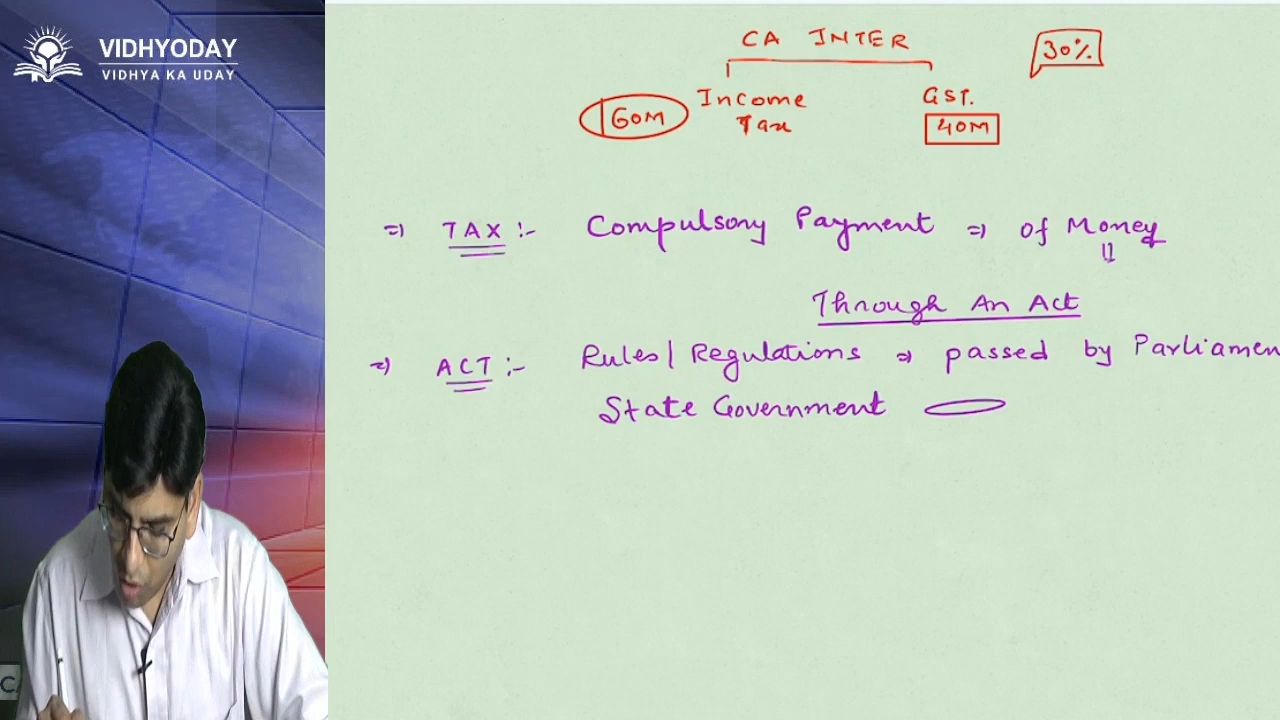 VIDHYODAY
VIDHYA KA UDAY
CA INTER
30%
Income
Tax
60M
GST.
40M
⇒ TAX :- Compulsory Payment ⇒ of Money
Through An Act
⇒ ACT :- Rules/Regulations ⇒ passed by Parliamen
State Government
CA